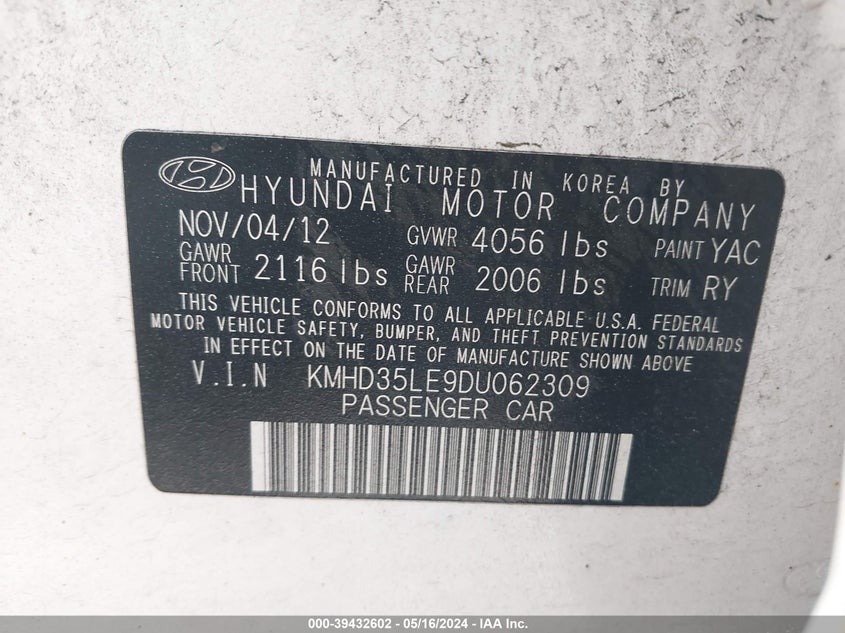 MANUFACTURED IN KOREA BY
HYUNDAI MOTOR COMPANY
NOV/04/12 GVWR 4056 lbs PAINT YAC
GAWR FRONT 2116 lbs GAWR REAR 2006 lbs TRIM RY
THIS VEHICLE CONFORMS TO ALL APPLICABLE U.S.A. FEDERAL
MOTOR VEHICLE SAFETY, BUMPER, AND THEFT PREVENTION STANDARDS
IN EFFECT ON THE DATE OF MANUFACTURE SHOWN ABOVE
V.I.N KMHD35LE9DU062309
PASSENGER CAR
000-39432602 - 05/16/2024 - IAA Inc.